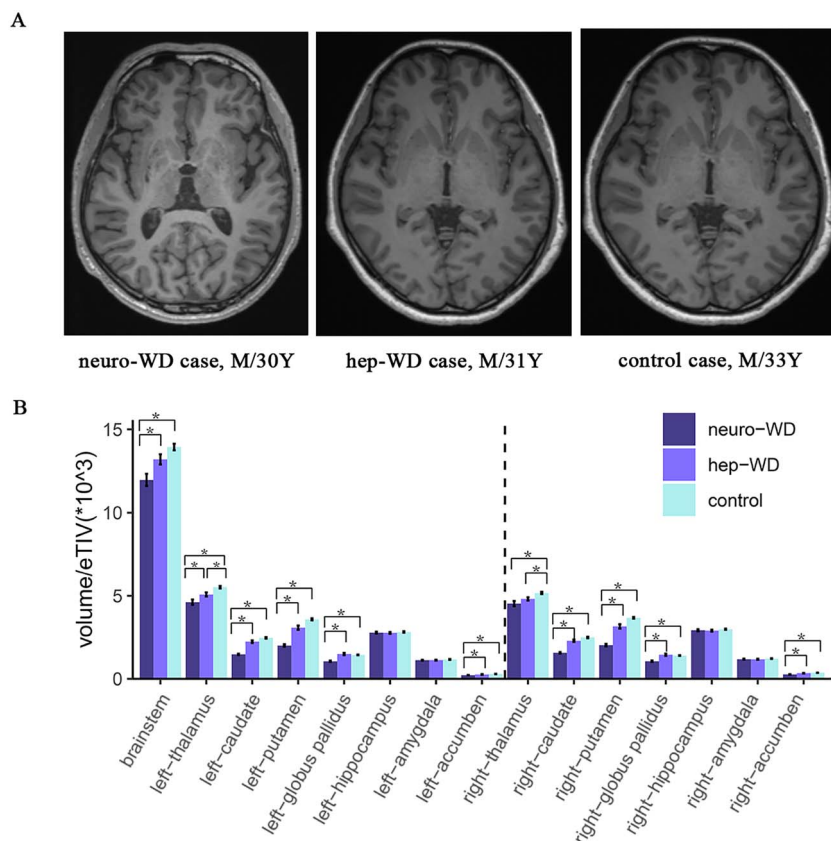 A
neuro-WD case, M/30Y
hep-WD case, M/31Y
control case, M/33Y
B
volume/eTIV(*10^3)
15
10
5
0
* * * * * * * * * * * * * * * * * * * * * * *
neuro-WD
hep-WD
control
brainstem
left-thalamus
left-caudate
left-putamen
left-globus pallidus
left-hippocampus
left-amygdala
left-accumben
right-thalamus
right-caudate
right-putamen
right-globus pallidus
right-hippocampus
right-amygdala
right-accumben